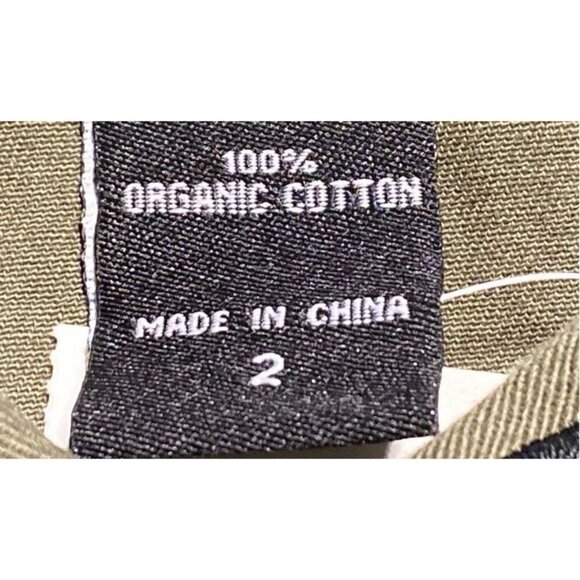 100%
ORGANIC COTTON
MADE IN CHINA
2